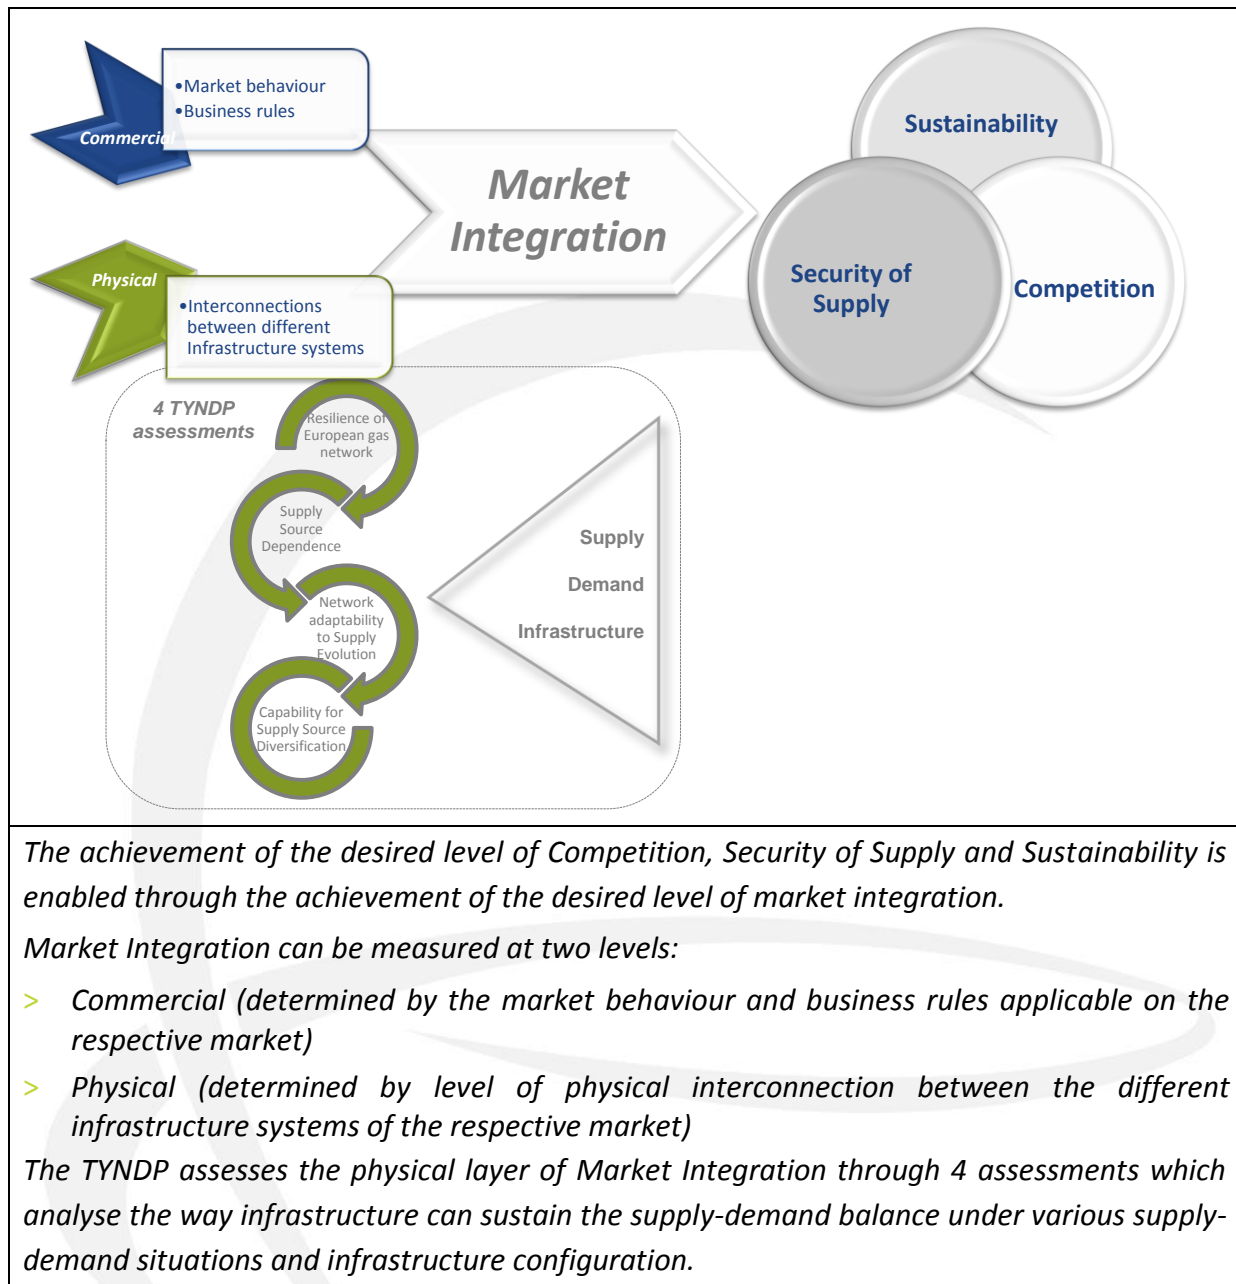 Commercial
•Market behaviour
•Business rules
Market
Integration
Sustainability
Security of
Supply
Competition
Physical
•Interconnections
between different
Infrastructure systems
4 TYNDP
assessments
Resilience of
European gas
network
Supply
Source
Dependence
Network
adaptability
to Supply
Evolution
Capability for
Supply Source
Diversification
Supply
Demand
Infrastructure
The achievement of the desired level of Competition, Security of Supply and Sustainability is
enabled through the achievement of the desired level of market integration.
Market Integration can be measured at two levels:
> Commercial (determined by the market behaviour and business rules applicable on the
respective market)
> Physical (determined by level of physical interconnection between the different
infrastructure systems of the respective market)
The TYNDP assesses the physical layer of Market Integration through 4 assessments which
analyse the way infrastructure can sustain the supply-demand balance under various supply-
demand situations and infrastructure configuration.